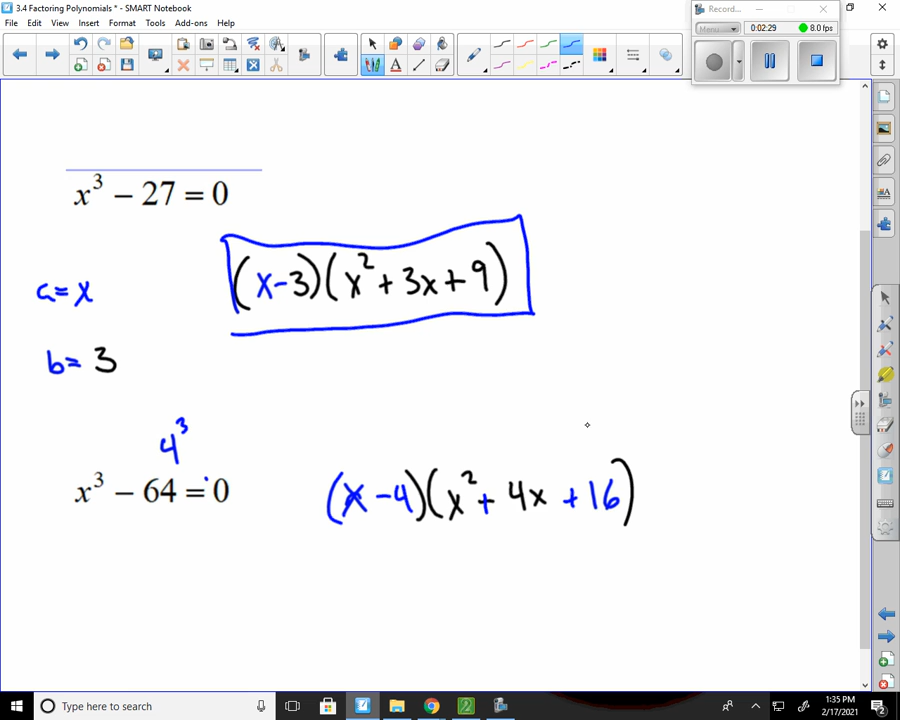 3.4 Factoring Polynomials * - SMART Notebook
File Edit View Insert Format Tools Add-ons Help
Record...
Menu
0:02:29 8.0 fps
x³ − 27 = 0
(x-3)(x²+3x+9)
a=x
b= 3
4³
x³ − 64 = 0 (x-4)(x²+4x+16)
Type here to search
1:35 PM
2/17/2021
2